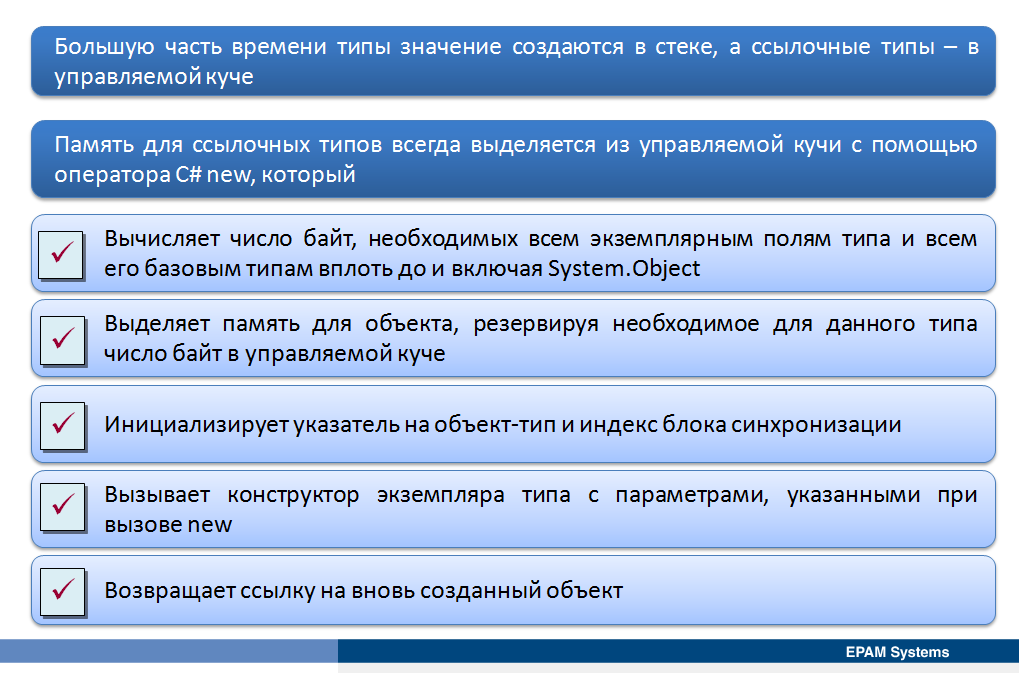 Большую часть времени типы значение создаются в стеке, а ссылочные типы – в
управляемой куче
Память для ссылочных типов всегда выделяется из управляемой кучи с помощью
оператора C# new, который
Вычисляет число байт, необходимых всем экземплярным полям типа и всем
его базовым типам вплоть до и включая System.Object
Выделяет память для объекта, резервируя необходимое для данного типа
число байт в управляемой куче
Инициализирует указатель на объект-тип и индекс блока синхронизации
Вызывает конструктор экземпляра типа с параметрами, указанными при
вызове new
Возвращает ссылку на вновь созданный объект
EPAM Systems